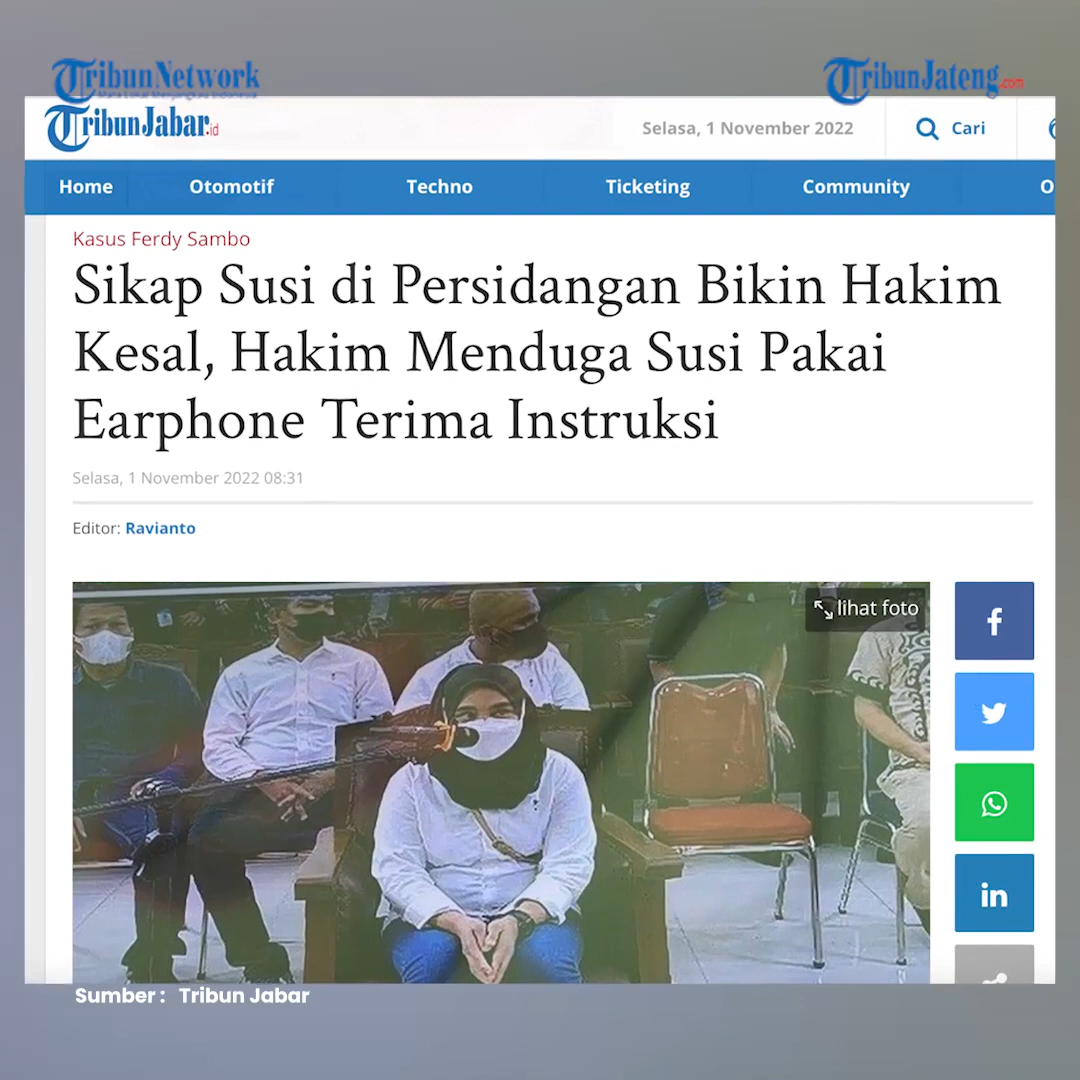 TribunNetwork
TribunJateng.com
TribunJabar.id
Selasa, 1 November 2022
Cari
Home
Otomotif
Techno
Ticketing
Community
O
Kasus Ferdy Sambo
Sikap Susi di Persidangan Bikin Hakim
Kesal, Hakim Menduga Susi Pakai
Earphone Terima Instruksi
Selasa, 1 November 2022 08:31
Editor: Ravianto
lihat foto
Sumber : Tribun Jabar